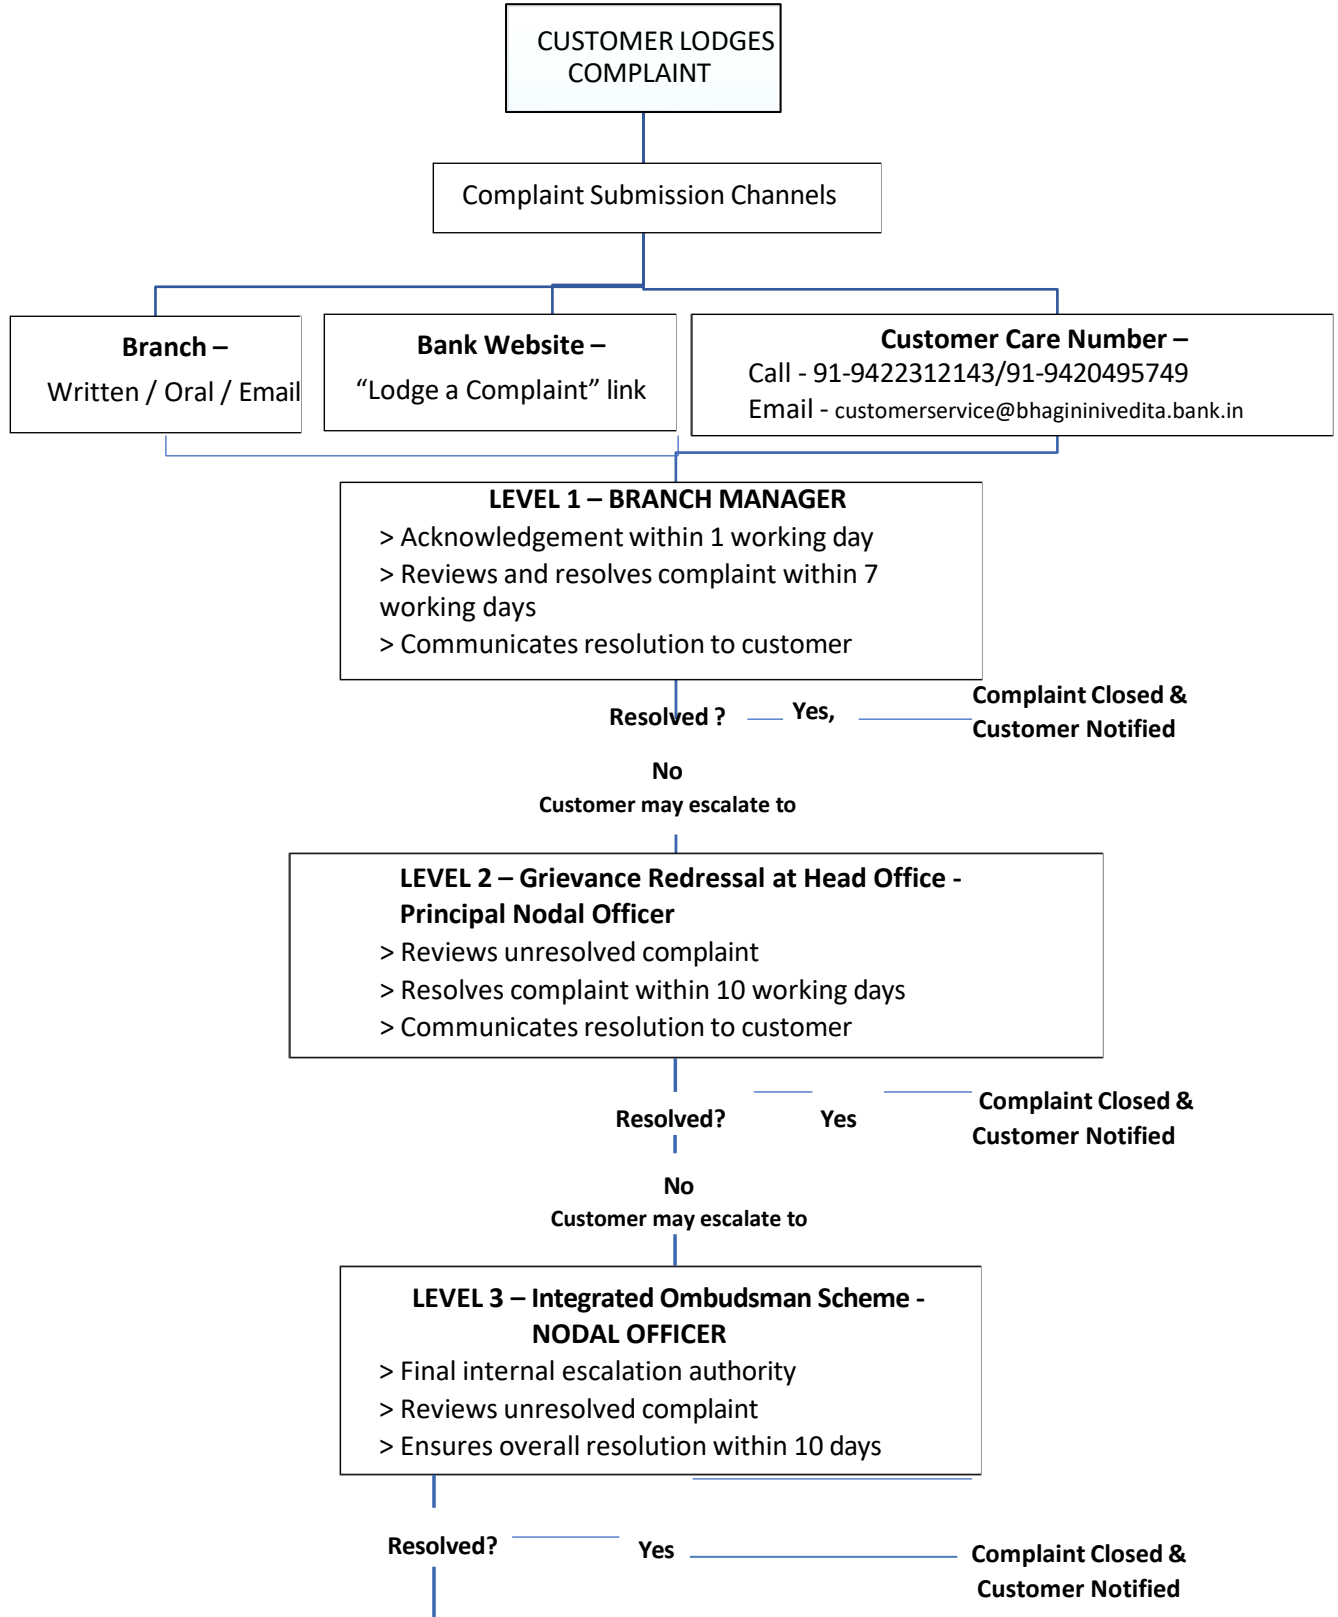 CUSTOMER LODGES
COMPLAINT
Complaint Submission Channels
Branch –
Written / Oral / Email
Bank Website –
“Lodge a Complaint” link
Customer Care Number –
Call - 91-9422312143/91-9420495749
Email - customerservice@bhagininivedita.bank.in
LEVEL 1 – BRANCH MANAGER
> Acknowledgement within 1 working day
> Reviews and resolves complaint within 7
working days
> Communicates resolution to customer
Resolved ?
Yes,
Complaint Closed &
Customer Notified
No
Customer may escalate to
LEVEL 2 – Grievance Redressal at Head Office -
Principal Nodal Officer
> Reviews unresolved complaint
> Resolves complaint within 10 working days
> Communicates resolution to customer
Resolved?
Yes
Complaint Closed &
Customer Notified
No
Customer may escalate to
LEVEL 3 – Integrated Ombudsman Scheme -
NODAL OFFICER
> Final internal escalation authority
> Reviews unresolved complaint
> Ensures overall resolution within 10 days
Resolved?
Yes
Complaint Closed &
Customer Notified